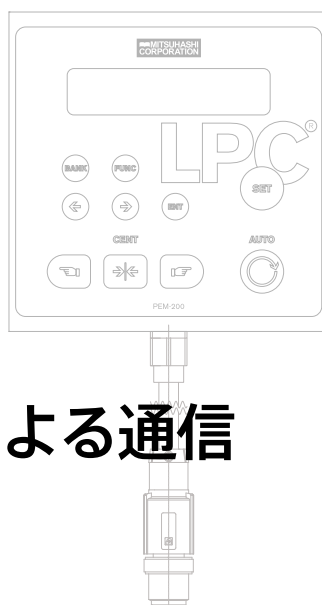 MITSUHASHI
CORPORATION
LPC®
BANK FUNC
SET
ENT
CENT AUTO
PEM-200
よる通信